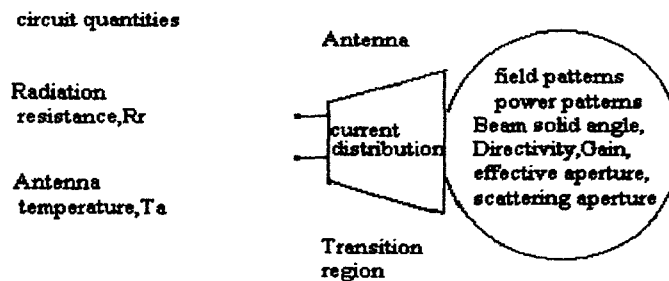 circuit quantities
Antenna
Radiation
resistance,Rr
Antenna
temperature,Ta
current
distribution
Transition
region
field patterns
power patterns
Beam solid angle,
Directivity,Gain,
effective aperture,
scattering aperture